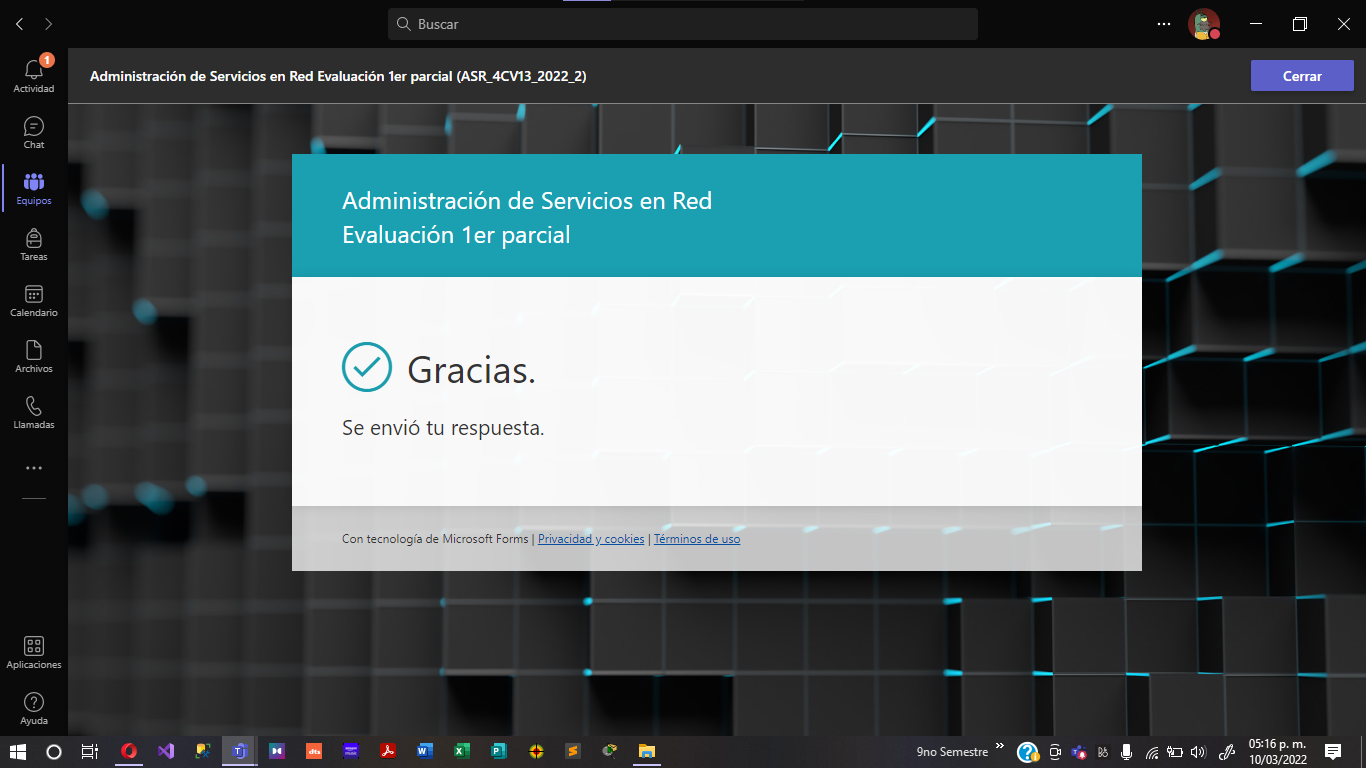 Buscar
Administración de Servicios en Red Evaluación 1er parcial (ASR_4CV13_2022_2)
Cerrar
1
Actividad
Chat
Equipos
Tareas
Calendario
Archivos
Llamadas
Aplicaciones
Ayuda
Administración de Servicios en Red
Evaluación 1er parcial
Gracias.
Se envió tu respuesta.
Con tecnología de Microsoft Forms | Privacidad y cookies | Términos de uso
9no Semestre
05:16 p. m.
10/03/2022